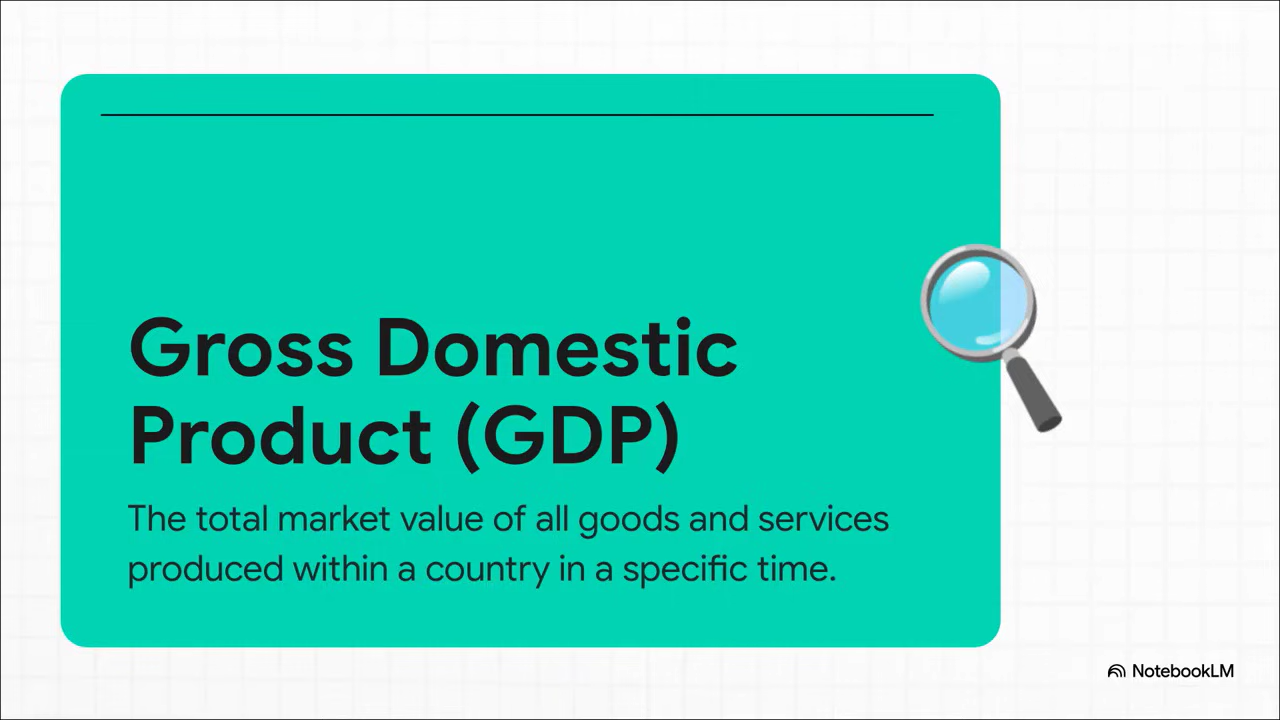 Gross Domestic
Product (GDP)
The total market value of all goods and services
produced within a country in a specific time.
NotebookLM